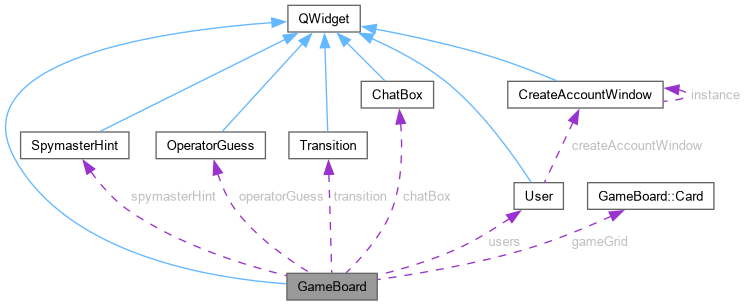 QWidget
ChatBox
CreateAccountWindow
instance
SpymasterHint
OperatorGuess
Transition
createAccountWindow
User
GameBoard::Card
spymasterHint
operatorGuess
transition
chatBox
users
gameGrid
GameBoard